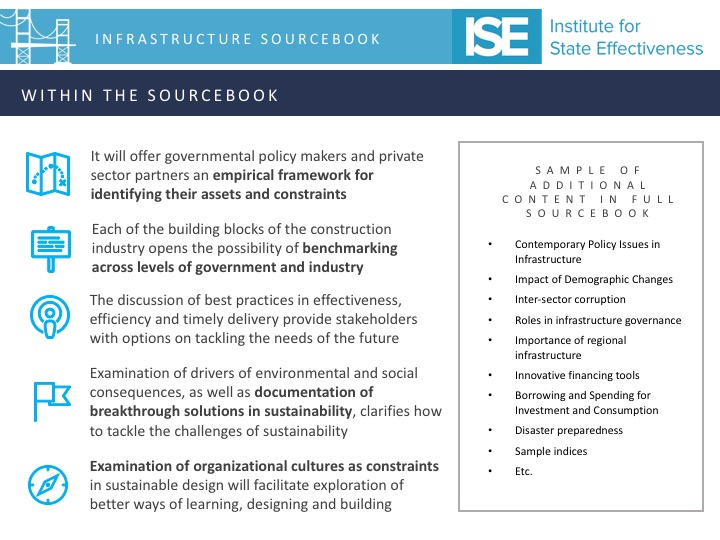 INFRASTRUCTURE SOURCEBOOK
ISE
Institute for
State Effectiveness
WITHIN THE SOURCEBOOK
It will offer governmental policy makers and private
sector partners an empirical framework for
identifying their assets and constraints
Each of the building blocks of the construction
industry opens the possibility of benchmarking
across levels of government and industry
The discussion of best practices in effectiveness,
efficiency and timely delivery provide stakeholders
with options on tackling the needs of the future
Examination of drivers of environmental and social
consequences, as well as documentation of
breakthrough solutions in sustainability, clarifies how
to tackle the challenges of sustainability
Examination of organizational cultures as constraints
in sustainable design will facilitate exploration of
better ways of learning, designing and building
SAMPLE OF
ADDITIONAL
CONTENT IN FULL
SOURCEBOOK
• Contemporary Policy Issues in
Infrastructure
• Impact of Demographic Changes
• Inter-sector corruption
• Roles in infrastructure governance
• Importance of regional
infrastructure
• Innovative financing tools
• Borrowing and Spending for
Investment and Consumption
• Disaster preparedness
• Sample indices
• Etc.